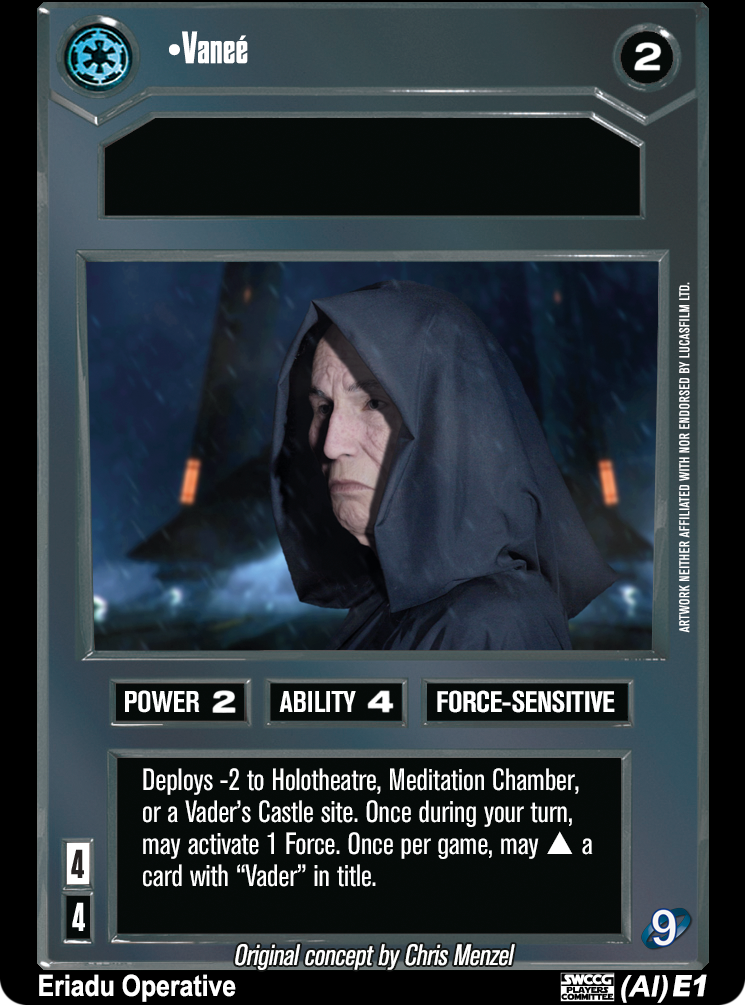 •Vaneé
2
ARTWORK NEITHER AFFILIATED WITH NOR ENDORSED BY LUCASFILM LTD.
POWER 2
ABILITY 4
FORCE-SENSITIVE
Deploys -2 to Holotheatre, Meditation Chamber,
or a Vader's Castle site. Once during your turn,
may activate 1 Force. Once per game, may ▲ a
card with “Vader” in title.
4
4
9
Original concept by Chris Menzel
Eriadu Operative
SWCCG
PLAYERS
COMMITTEE
(AI) E1